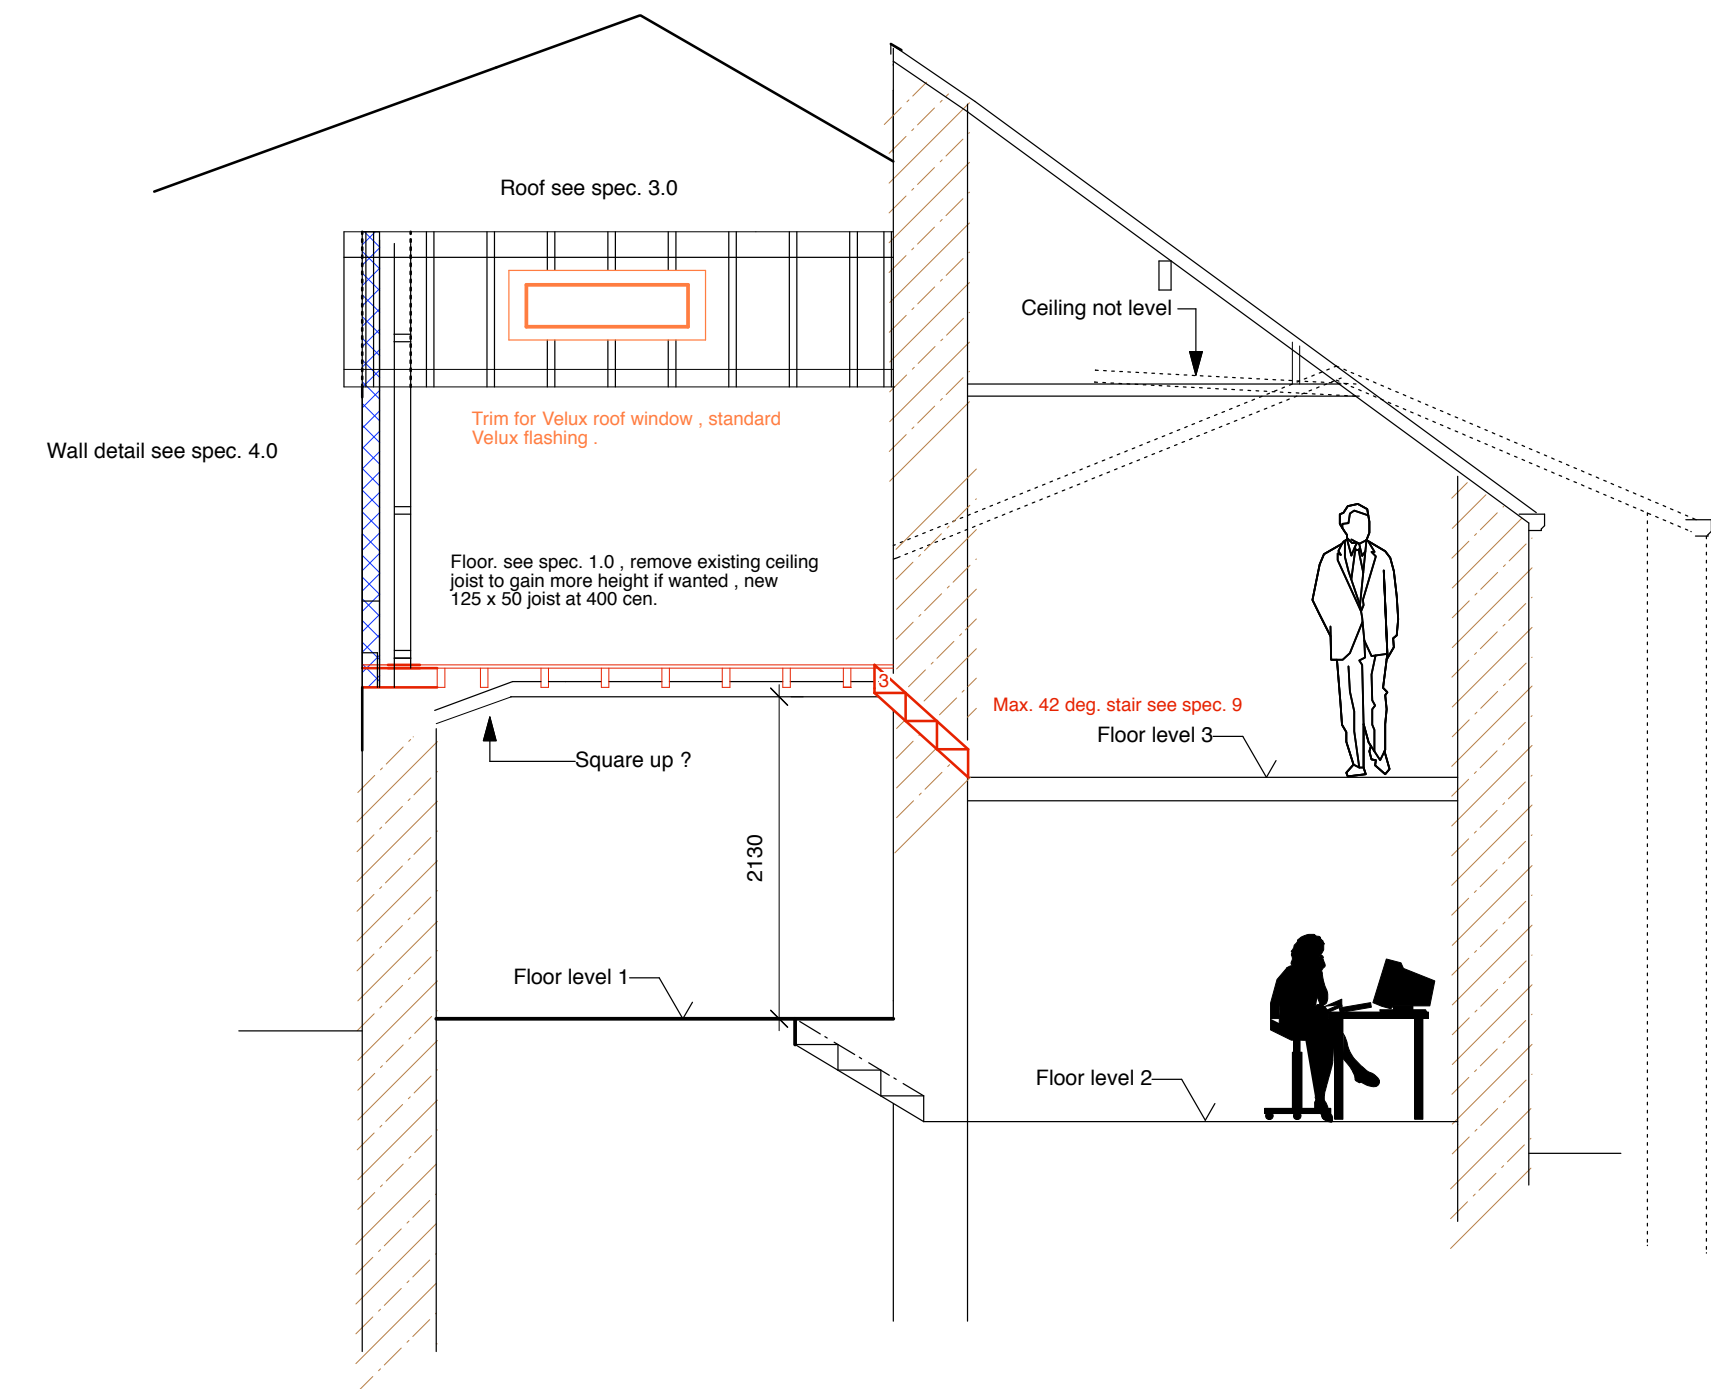 Roof see spec. 3.0
Ceiling not level
Trim for Velux roof window , standard
Velux flashing .
Wall detail see spec. 4.0
Floor. see spec. 1.0 , remove existing ceiling
joist to gain more height if wanted , new
125 x 50 joist at 400 cen.
3
Max. 42 deg. stair see spec. 9
Floor level 3
Square up ?
2130
Floor level 1
Floor level 2